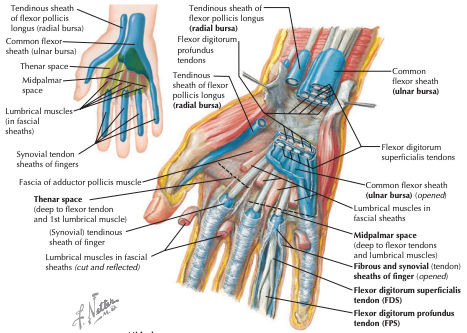 Tendinous sheath
of flexor pollicis
longus (radial bursa)
Common flexor
sheath (ulnar bursa)
Thenar space
Midpalmar
space
Lumbrical muscles
(in fascial
sheaths)
Synovial tendon
sheaths of fingers
Tendinous sheath of
flexor pollicis longus
(radial bursa)
Flexor digitorum
profundus
tendons
Tendinous
sheath of flexor
pollicis longus
(radial bursa)
Fascia of adductor pollicis muscle
Thenar space
(deep to flexor tendon
and 1st lumbrical muscle)
(Synovial) tendinous
sheath of finger
Lumbrical muscles in fascial
sheaths (cut and reflected)
Common
flexor sheath
(ulnar bursa)
Flexor digitorum
superficialis tendons
Common flexor sheath
(ulnar bursa) (opened)
Lumbrical muscles in
fascial sheaths
Midpalmar space
(deep to flexor tendons
and lumbrical muscles)
Fibrous and synovial (tendon)
sheaths of finger (opened)
Flexor digitorum superficialis
tendon (FDS)
Flexor digitorum profundus
tendon (FPS)
F. Netter
M.D.